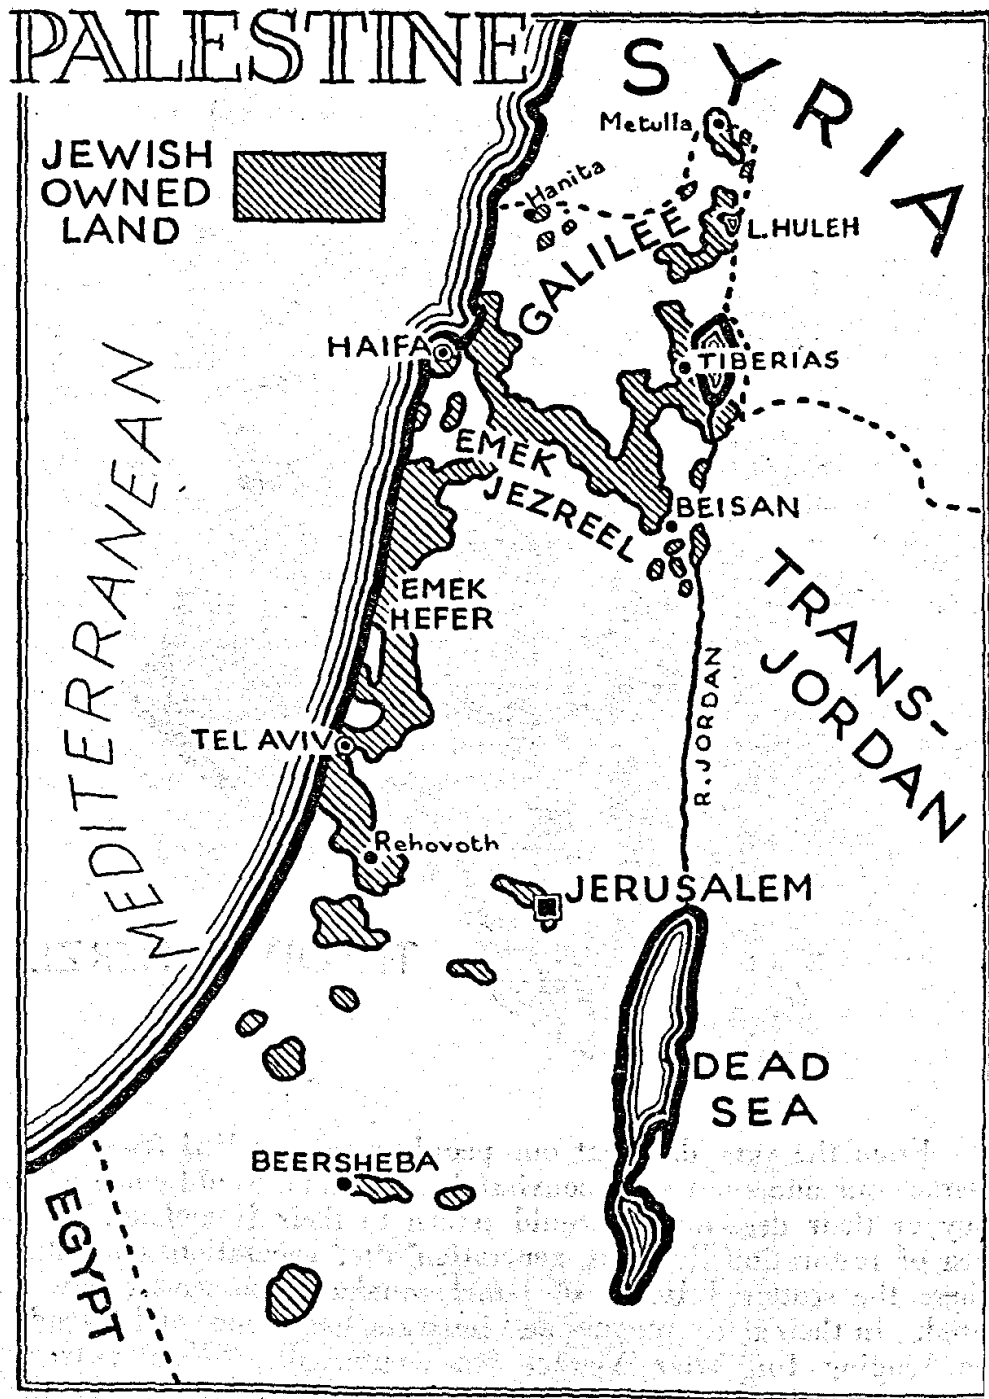 PALESTINE
JEWISH
OWNED
LAND
SYRIA
Metulla
Hanita
GALILEE
L. HULEH
HAIFA
TIBERIAS
MEDITERRANEAN
EMEK
JEZREEL
BEISAN
EMEK
HEFER
TRANS-
JORDAN
R. JORDAN
TEL AVIV
Rehovoth
JERUSALEM
DEAD
SEA
BEERSHEBA
EGYPT